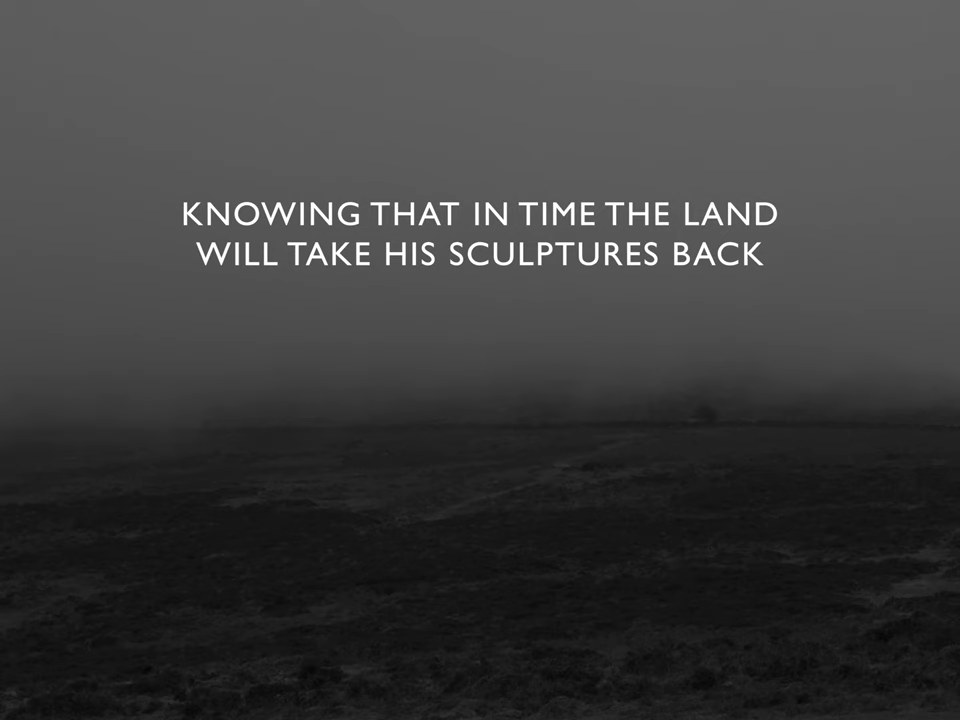 KNOWING THAT IN TIME THE LAND
WILL TAKE HIS SCULPTURES BACK